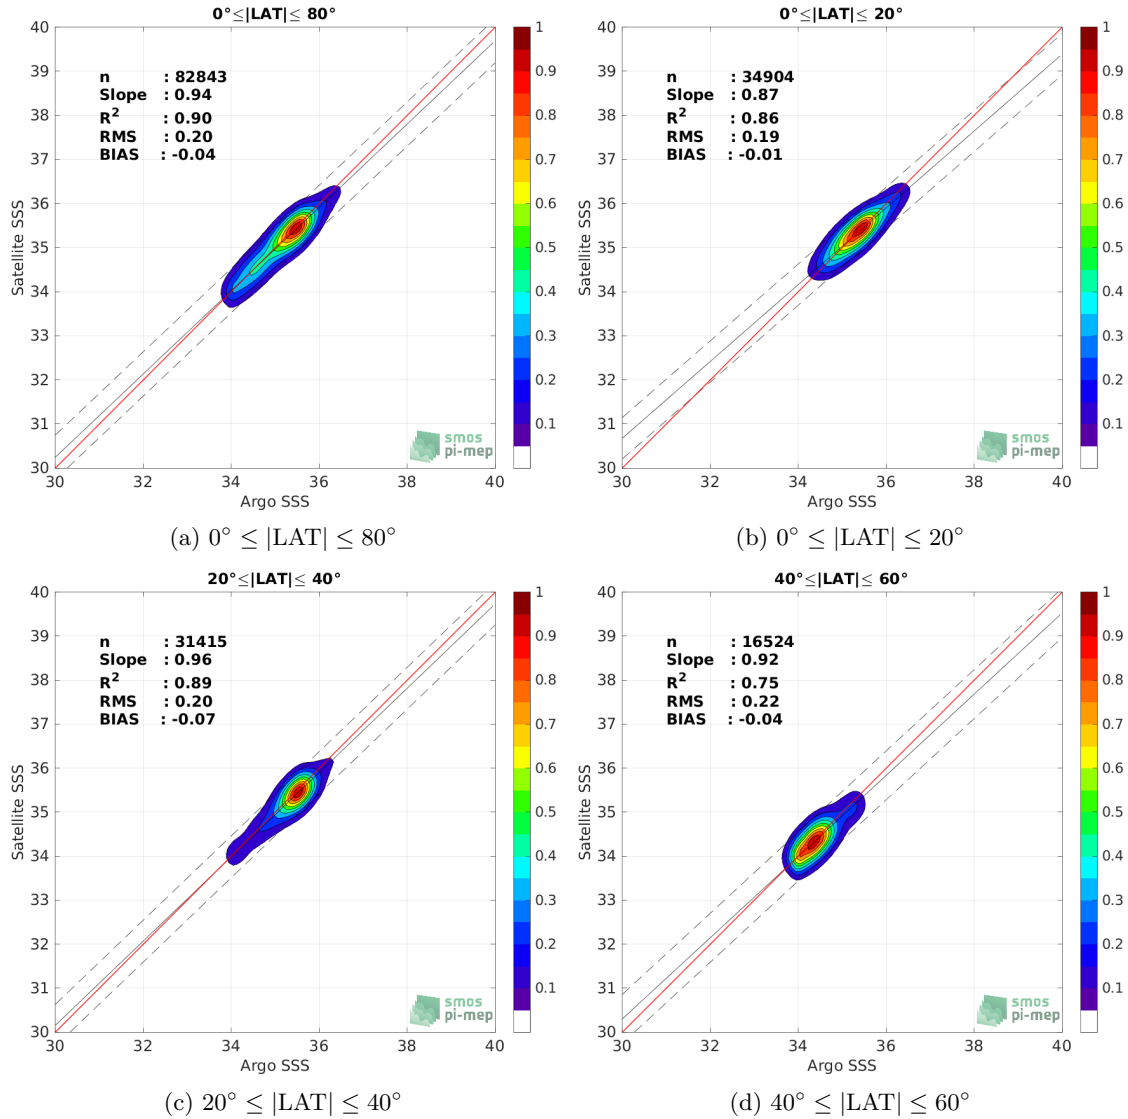 0°≤|LAT|≤ 80°
40
39
38
37
36
35
34
33
32
31
30
Satellite SSS
n : 82843
Slope : 0.94
R² : 0.90
RMS : 0.20
BIAS : -0.04
smos
pi-mep
30 32 34 36 38 40
Argo SSS
1
0.9
0.8
0.7
0.6
0.5
0.4
0.3
0.2
0.1
(a) 0° ≤ |LAT| ≤ 80°
0°≤|LAT|≤ 20°
40
39
38
37
36
35
34
33
32
31
30
Satellite SSS
n : 34904
Slope : 0.87
R² : 0.86
RMS : 0.19
BIAS : -0.01
smos
pi-mep
30 32 34 36 38 40
Argo SSS
1
0.9
0.8
0.7
0.6
0.5
0.4
0.3
0.2
0.1
(b) 0° ≤ |LAT| ≤ 20°
20°≤|LAT|≤ 40°
40
39
38
37
36
35
34
33
32
31
30
Satellite SSS
n : 31415
Slope : 0.96
R² : 0.89
RMS : 0.20
BIAS : -0.07
smos
pi-mep
30 32 34 36 38 40
Argo SSS
1
0.9
0.8
0.7
0.6
0.5
0.4
0.3
0.2
0.1
(c) 20° ≤ |LAT| ≤ 40°
40°≤|LAT|≤ 60°
40
39
38
37
36
35
34
33
32
31
30
Satellite SSS
n : 16524
Slope : 0.92
R² : 0.75
RMS : 0.22
BIAS : -0.04
smos
pi-mep
30 32 34 36 38 40
Argo SSS
1
0.9
0.8
0.7
0.6
0.5
0.4
0.3
0.2
0.1
(d) 40° ≤ |LAT| ≤ 60°